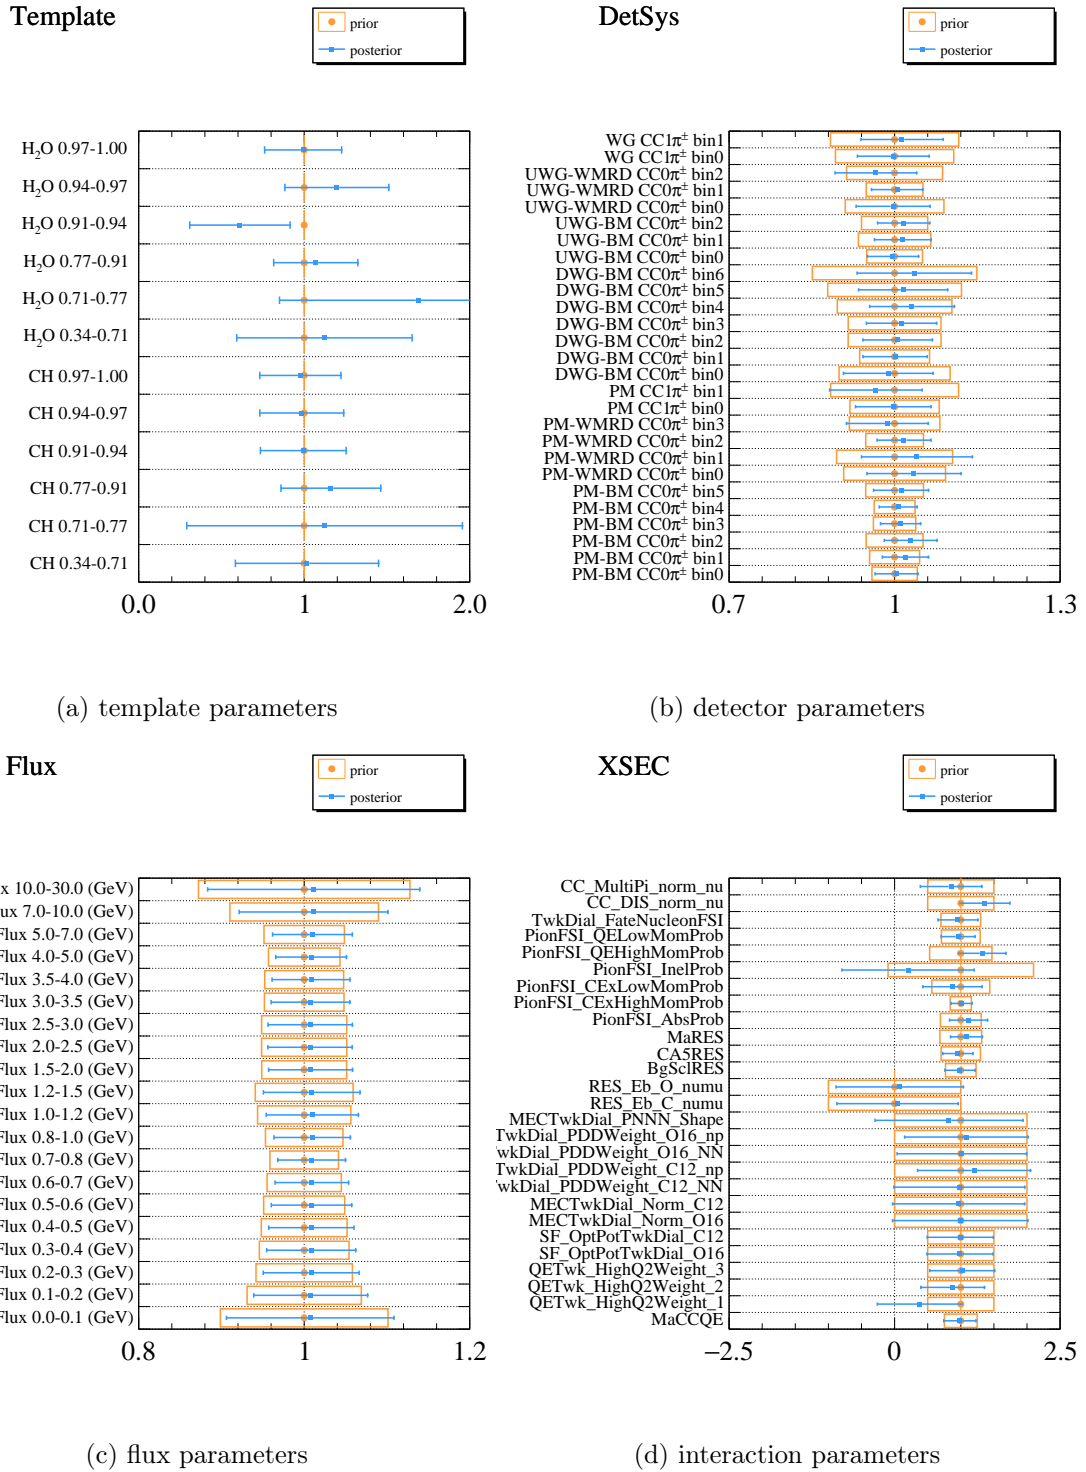 Template
prior
posterior
H₂O 0.97-1.00
H₂O 0.94-0.97
H₂O 0.91-0.94
H₂O 0.77-0.91
H₂O 0.71-0.77
H₂O 0.34-0.71
CH 0.97-1.00
CH 0.94-0.97
CH 0.91-0.94
CH 0.77-0.91
CH 0.71-0.77
CH 0.34-0.71
0.0 1 2.0
(a) template parameters
DetSys
prior
posterior
WG CC1π± bin1
WG CC1π± bin0
UWG-WMRD CC0π± bin2
UWG-WMRD CC0π± bin1
UWG-WMRD CC0π± bin0
UWG-BM CC0π± bin2
UWG-BM CC0π± bin1
UWG-BM CC0π± bin0
DWG-BM CC0π± bin6
DWG-BM CC0π± bin5
DWG-BM CC0π± bin4
DWG-BM CC0π± bin3
DWG-BM CC0π± bin2
DWG-BM CC0π± bin1
DWG-BM CC0π± bin0
PM CC1π± bin1
PM CC1π± bin0
PM-WMRD CC0π± bin3
PM-WMRD CC0π± bin2
PM-WMRD CC0π± bin1
PM-WMRD CC0π± bin0
PM-BM CC0π± bin5
PM-BM CC0π± bin4
PM-BM CC0π± bin3
PM-BM CC0π± bin2
PM-BM CC0π± bin1
PM-BM CC0π± bin0
0.7 1 1.3
(b) detector parameters
Flux
prior
posterior
x 10.0-30.0 (GeV)
ux 7.0-10.0 (GeV)
Flux 5.0-7.0 (GeV)
Flux 4.0-5.0 (GeV)
Flux 3.5-4.0 (GeV)
Flux 3.0-3.5 (GeV)
Flux 2.5-3.0 (GeV)
Flux 2.0-2.5 (GeV)
Flux 1.5-2.0 (GeV)
Flux 1.2-1.5 (GeV)
Flux 1.0-1.2 (GeV)
Flux 0.8-1.0 (GeV)
Flux 0.7-0.8 (GeV)
Flux 0.6-0.7 (GeV)
Flux 0.5-0.6 (GeV)
Flux 0.4-0.5 (GeV)
Flux 0.3-0.4 (GeV)
Flux 0.2-0.3 (GeV)
Flux 0.1-0.2 (GeV)
Flux 0.0-0.1 (GeV)
0.8 1 1.2
(c) flux parameters
XSEC
prior
posterior
CC_MultiPi_norm_nu
CC_DIS_norm_nu
TwkDial_FateNucleonFSI
PionFSI_QELowMomProb
PionFSI_QEHighMomProb
PionFSI_InelProb
PionFSI_CExLowMomProb
PionFSI_CExHighMomProb
PionFSI_AbsProb
MaRES
CA5RES
BgSclRES
RES_Eb_O_numu
RES_Eb_C_numu
MECTwkDial_PNNN_Shape
TwkDial_PDDWeight_O16_np
wkDial_PDDWeight_O16_NN
TwkDial_PDDWeight_C12_np
wkDial_PDDWeight_C12_NN
MECTwkDial_Norm_C12
MECTwkDial_Norm_O16
SF_OptPotTwkDial_C12
SF_OptPotTwkDial_O16
QETwk_HighQ2Weight_3
QETwk_HighQ2Weight_2
QETwk_HighQ2Weight_1
MaCCQE
−2.5 0 2.5
(d) interaction parameters